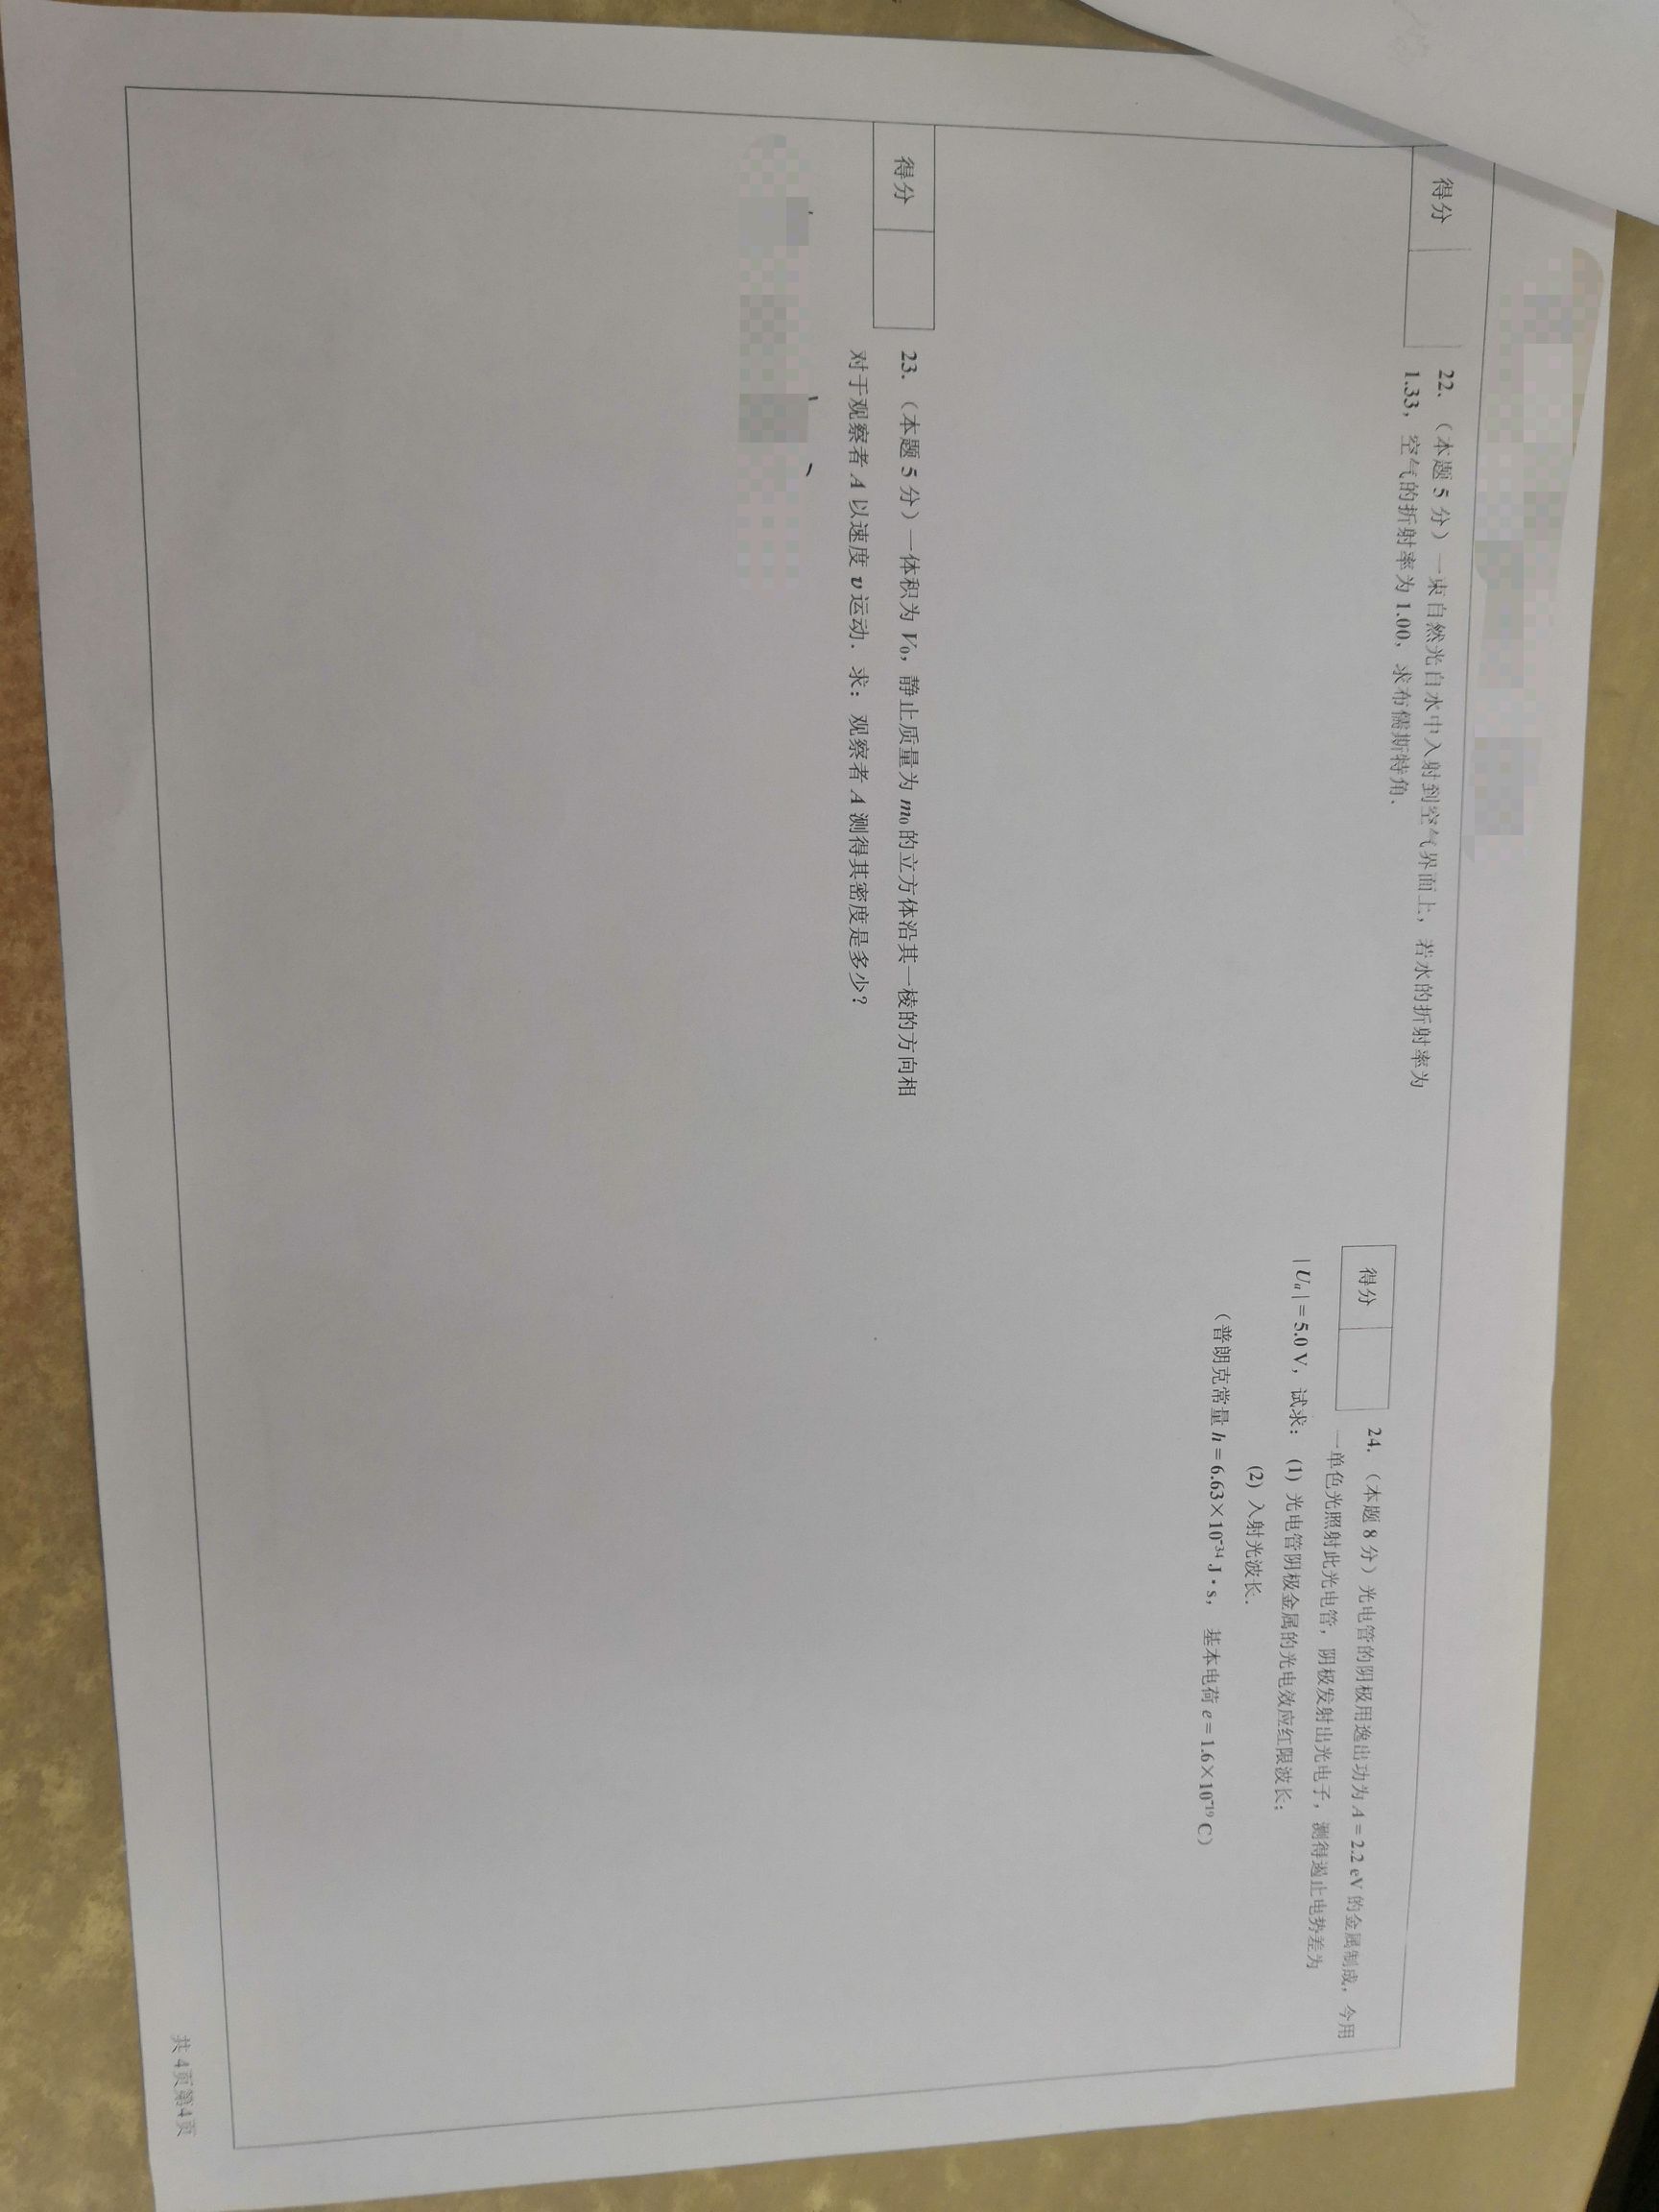 得分
22. （本题 5 分）一束自然光自水中入射到空气界面上，若水的折射率为
1.33，空气的折射率为 1.00，求布儒斯特角．
得分
23. （本题 5 分）一体积为 V₀，静止质量为 m₀ 的立方体沿其一棱的方向相
对于观察者 A 以速度 v 运动．求：观察者 A 测得其密度是多少？
得分
24. （本题 8 分）光电管的阴极用逸出功为 A = 2.2 eV 的金属制成，今用
一单色光照射此光电管，阴极发射出光电子，测得遏止电势差为
| Uₐ | = 5.0 V，试求： (1) 光电管阴极金属的光电效应红限波长；
(2) 入射光波长．
（普朗克常量 h = 6.63×10⁻³⁴ J·s， 基本电荷 e = 1.6×10⁻¹⁹ C）
共 4页第4页